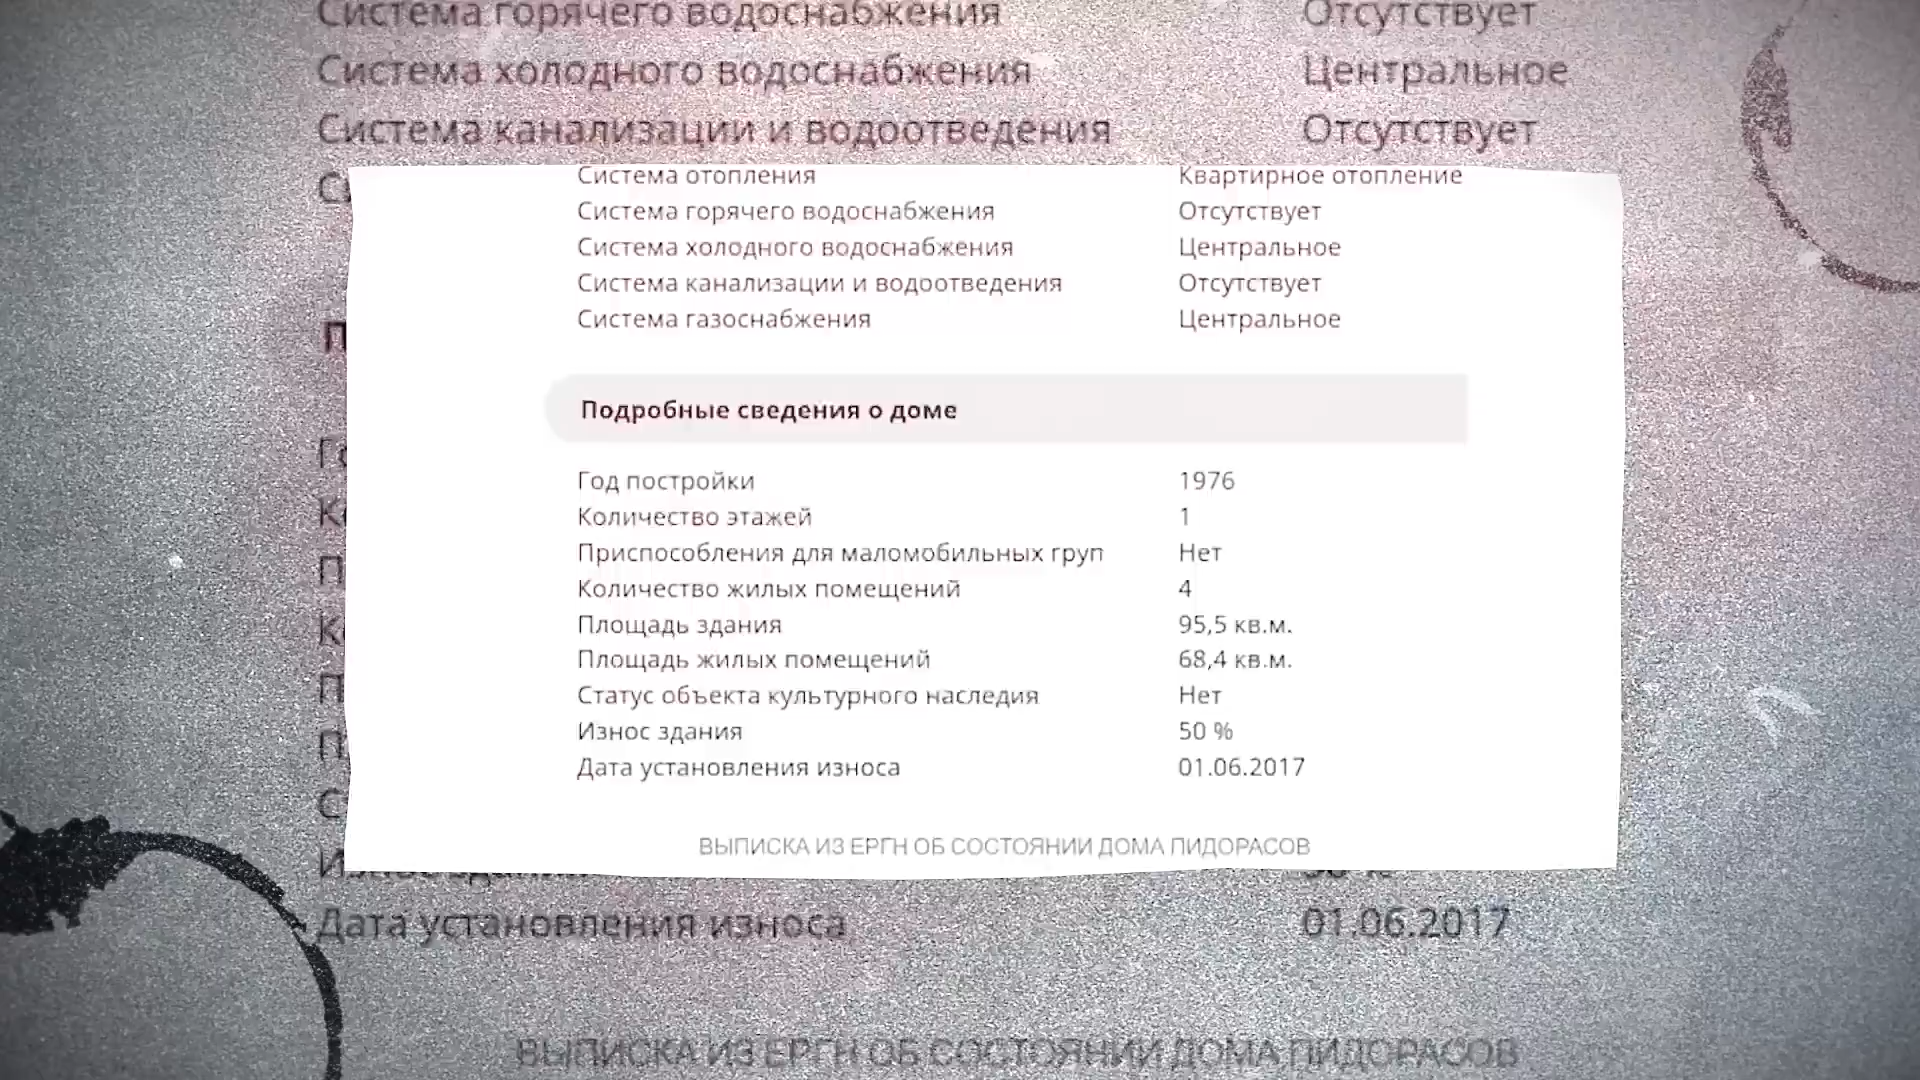 Система горячего водоснабжения Отсутствует
Система холодного водоснабжения Центральное
Система канализации и водоотведения Отсутствует
Система отопления Квартирное отопление
Система горячего водоснабжения Отсутствует
Система холодного водоснабжения Центральное
Система канализации и водоотведения Отсутствует
Система газоснабжения Центральное
Подробные сведения о доме
Год постройки 1976
Количество этажей 1
Приспособления для маломобильных груп Нет
Количество жилых помещений 4
Площадь здания 95,5 кв.м.
Площадь жилых помещений 68,4 кв.м.
Статус объекта культурного наследия Нет
Износ здания 50 %
Дата установления износа 01.06.2017
ВЫПИСКА ИЗ ЕРГН ОБ СОСТОЯНИИ ДОМА ПИДОРАСОВ
Дата установления износа 01.06.2017
ВЫПИСКА ИЗ ЕРГН ОБ СОСТОЯНИИ ДОМА ПИДОРАСОВ